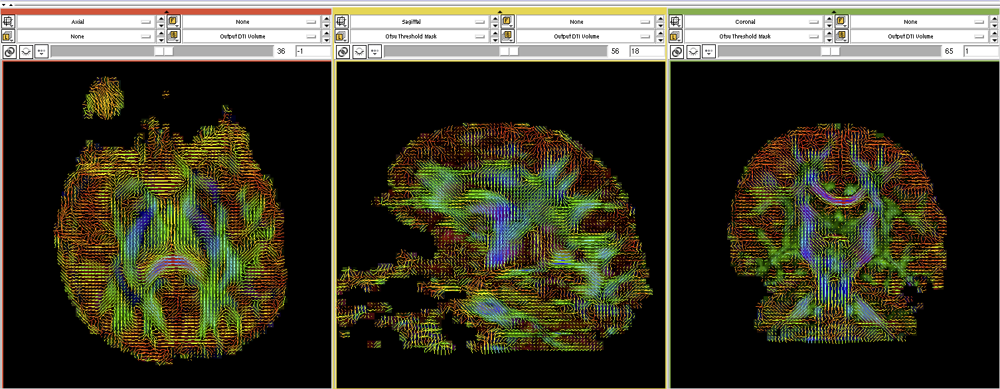 Axial
None
L
None
B
Output DTI Volume
36
-1
Sagittal
None
L
Otsu Threshold Mask
B
Output DTI Volume
56
18
Coronal
None
L
Otsu Threshold Mask
B
Output DTI Volume
65
1